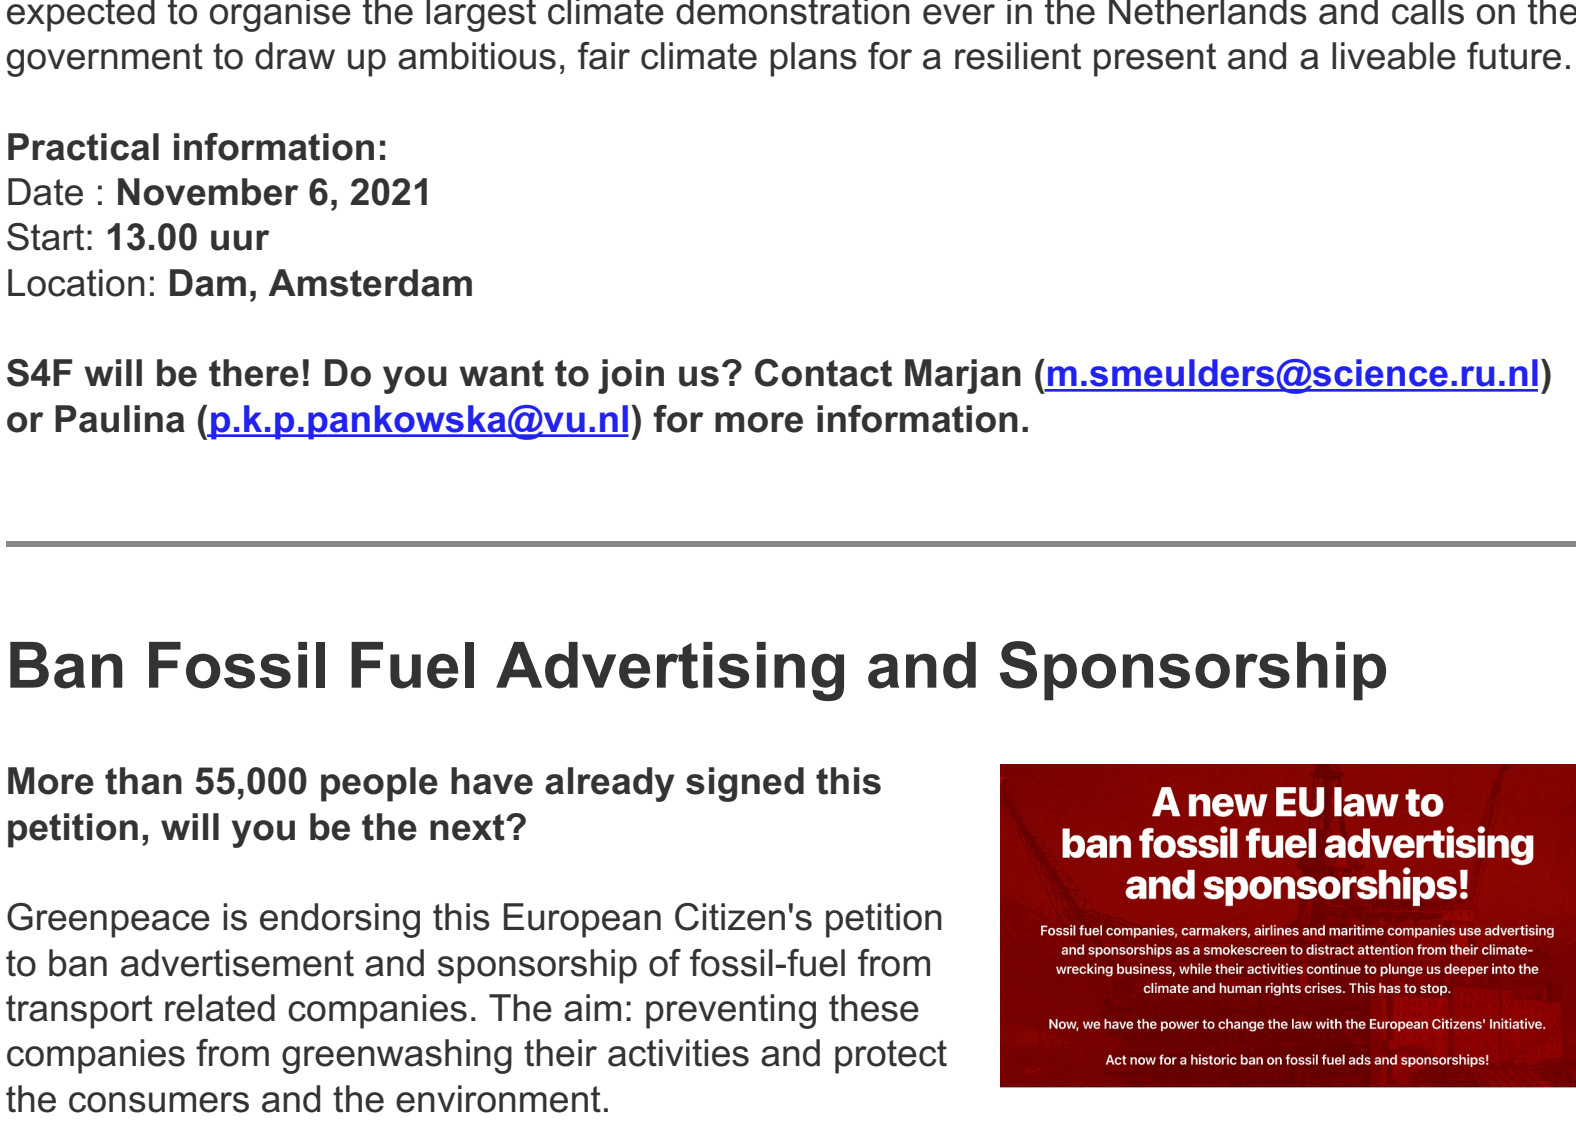 expected to organise the largest climate demonstration ever in the Netherlands and calls on the
government to draw up ambitious, fair climate plans for a resilient present and a liveable future.
Practical information:
Date : November 6, 2021
Start: 13.00 uur
Location: Dam, Amsterdam
S4F will be there! Do you want to join us? Contact Marjan (m.smeulders@science.ru.nl)
or Paulina (p.k.p.pankowska@vu.nl) for more information.
Ban Fossil Fuel Advertising and Sponsorship
More than 55,000 people have already signed this
petition, will you be the next?
Greenpeace is endorsing this European Citizen's petition
to ban advertisement and sponsorship of fossil-fuel from
transport related companies. The aim: preventing these
companies from greenwashing their activities and protect
the consumers and the environment.
A new EU law to
ban fossil fuel advertising
and sponsorships!
Fossil fuel companies, carmakers, airlines and maritime companies use advertising
and sponsorships as a smokescreen to distract attention from their climate-
wrecking business, while their activities continue to plunge us deeper into the
climate and human rights crises. This has to stop.
Now, we have the power to change the law with the European Citizens' Initiative.
Act now for a historic ban on fossil fuel ads and sponsorships!